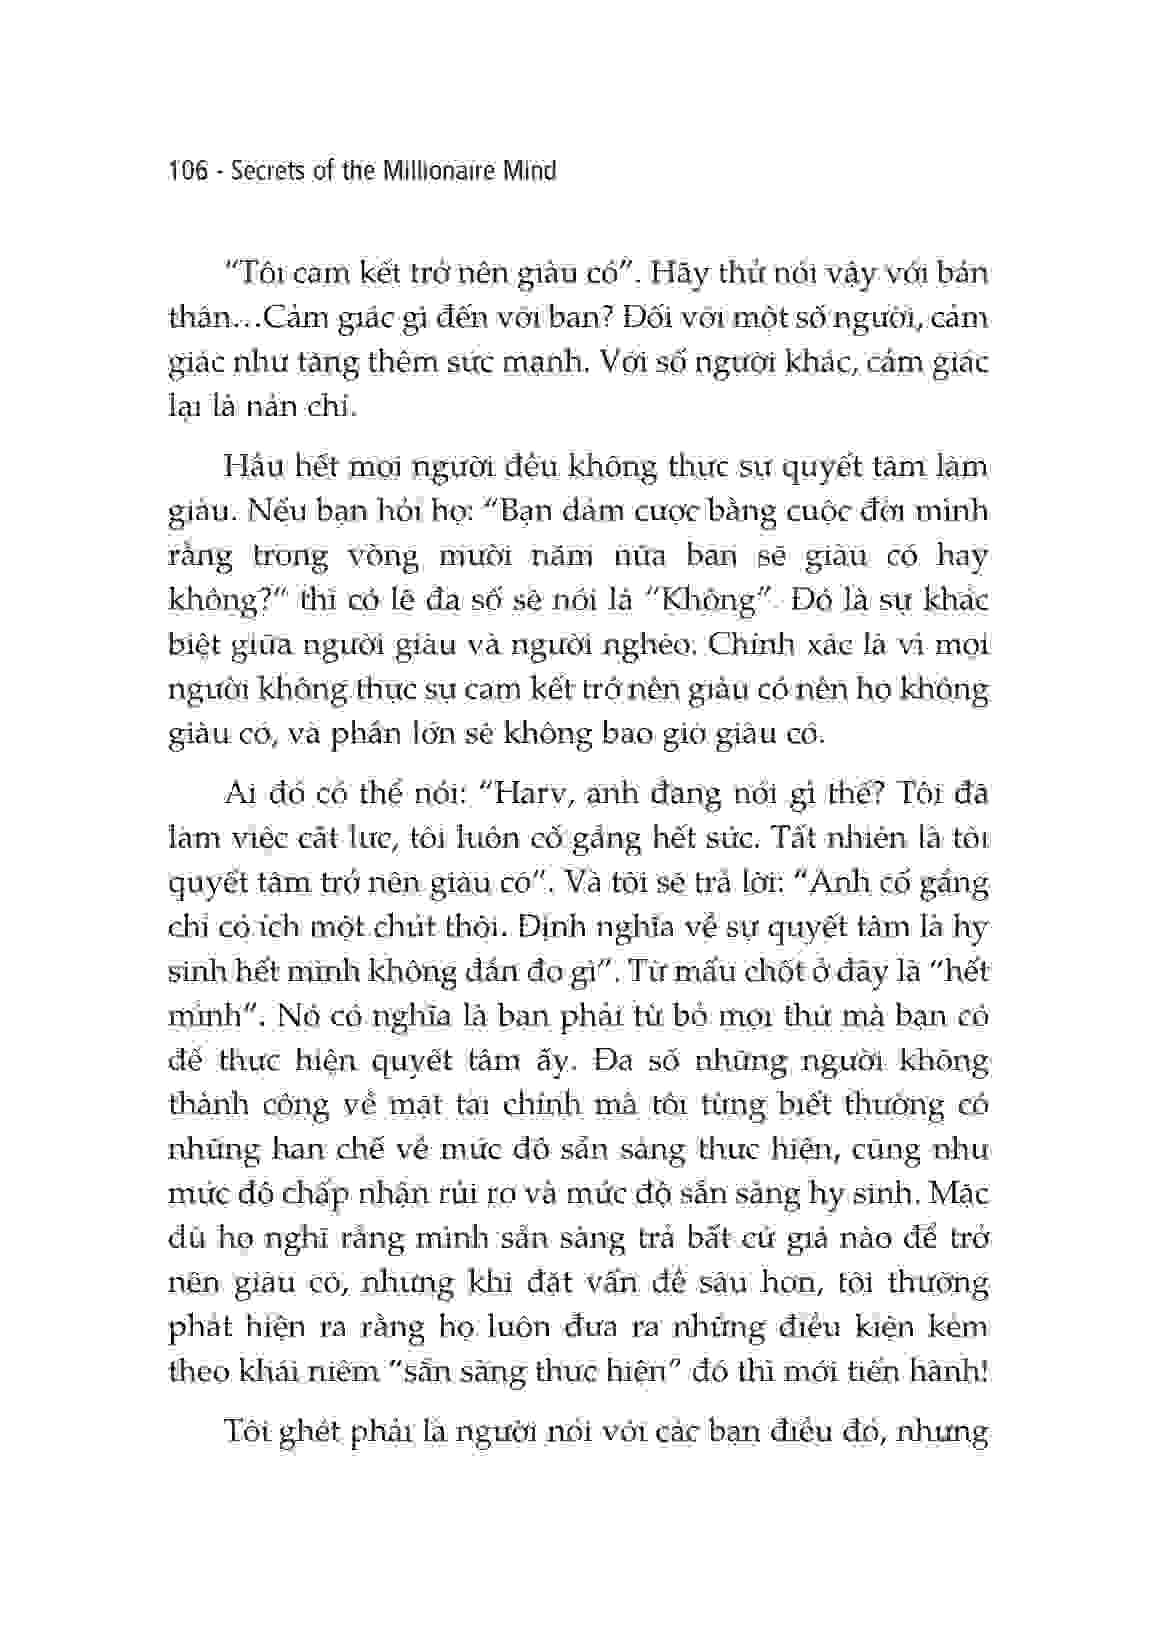 106 - Secrets of the Millionaire Mind
“Tôi cam kết trở nên giàu có”. Hãy thử nói vậy với bản
thân…Cảm giác gì đến với bạn? Đối với một số người, cảm
giác như tăng thêm sức mạnh. Với số người khác, cảm giác
lại là nản chí.
Hầu hết mọi người đều không thực sự quyết tâm làm
giàu. Nếu bạn hỏi họ: “Bạn dám cược bằng cuộc đời mình
rằng trong vòng mười năm nữa bạn sẽ giàu có hay
không?“ thì có lẽ đa số sẽ nói là “Không”. Đó là sự khác
biệt giữa người giàu và người nghèo. Chính xác là vì mọi
người không thực sự cam kết trở nên giàu có nên họ không
giàu có, và phần lớn sẽ không bao giờ giàu có.
Ai đó có thể nói: “Harv, anh đang nói gì thế? Tôi đã
làm việc cật lực, tôi luôn cố gắng hết sức. Tất nhiên là tôi
quyết tâm trở nên giàu có”. Và tôi sẽ trả lời: “Anh cố gắng
chỉ có ích một chút thôi. Định nghĩa về sự quyết tâm là hy
sinh hết mình không đắn đo gì”. Từ mấu chốt ở đây là “hết
mình”. Nó có nghĩa là bạn phải từ bỏ mọi thứ mà bạn có
để thực hiện quyết tâm ấy. Đa số những người không
thành công về mặt tài chính mà tôi từng biết thường có
những hạn chế về mức độ sẵn sàng thực hiện, cũng như
mức độ chấp nhận rủi ro và mức độ sẵn sàng hy sinh. Mặc
dù họ nghĩ rằng mình sẵn sàng trả bất cứ giá nào để trở
nên giàu có, nhưng khi đặt vấn đề sâu hơn, tôi thường
phát hiện ra rằng họ luôn đưa ra những điều kiện kèm
theo khái niệm “sẵn sàng thực hiện” đó thì mới tiến hành!
Tôi ghét phải là người nói với các bạn điều đó, nhưng